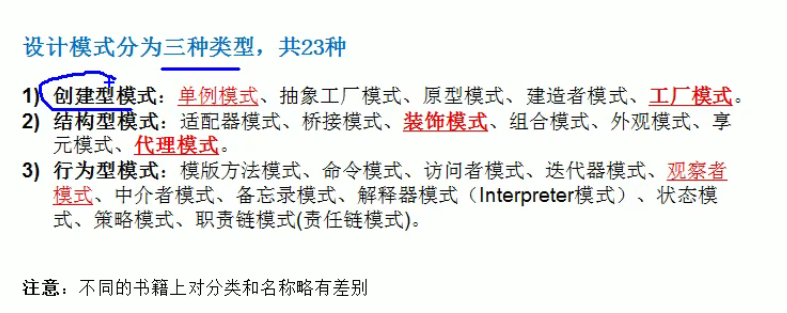 设计模式分为三种类型，共23种
1) 创建型模式：单例模式、抽象工厂模式、原型模式、建造者模式、工厂模式。
2) 结构型模式：适配器模式、桥接模式、装饰模式、组合模式、外观模式、享
元模式、代理模式。
3) 行为型模式：模版方法模式、命令模式、访问者模式、迭代器模式、观察者
模式、中介者模式、备忘录模式、解释器模式（Interpreter模式）、状态模
式、策略模式、职责链模式(责任链模式)。
注意：不同的书籍上对分类和名称略有差别